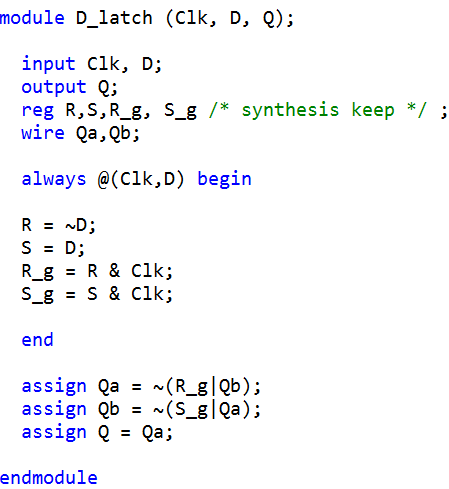 module D_latch (Clk, D, Q);
input Clk, D;
output Q;
reg R,S,R_g, S_g /* synthesis keep */ ;
wire Qa,Qb;
always @(Clk,D) begin
R = ~D;
S = D;
R_g = R & Clk;
S_g = S & Clk;
end
assign Qa = ~(R_g|Qb);
assign Qb = ~(S_g|Qa);
assign Q = Qa;
endmodule